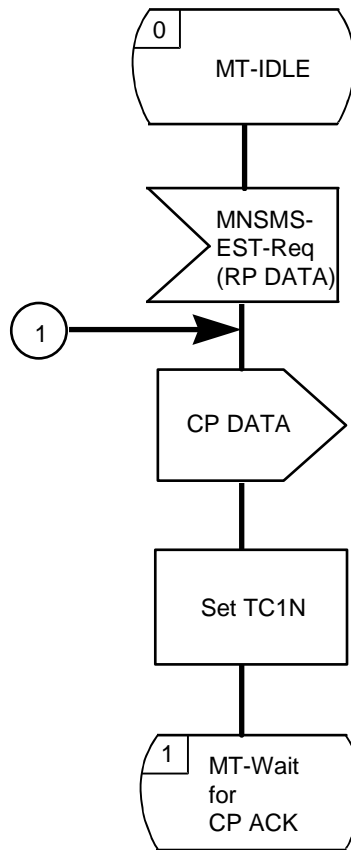 0
MT-IDLE
MNSMS-
EST-Req
(RP DATA)
1
CP DATA
Set TC1N
1
MT-Wait
for
CP ACK